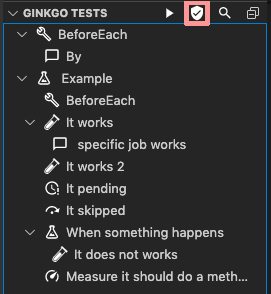 GINKGO TESTS
BeforeEach
By
Example
BeforeEach
It works
specific job works
It works 2
It pending
It skipped
When something happens
It does not works
Measure it should do a meth...